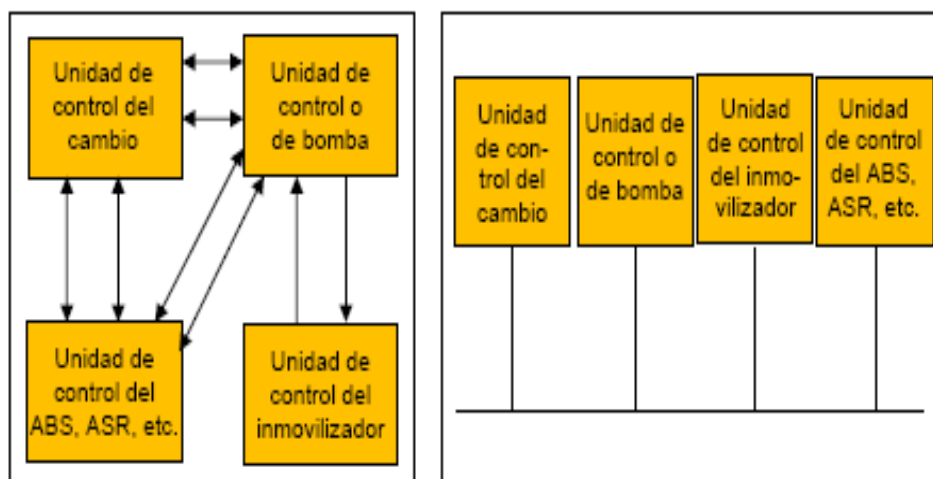 Unidad de
control del
cambio
Unidad de
control o
de bomba
Unidad de
control del
ABS, ASR, etc.
Unidad de
control del
inmovilizador
Unidad
de con-
trol del
cambio
Unidad de
control o
de bomba
Unidad
de control
del inmo-
vilizador
Unidad
de control
del ABS,
ASR, etc.